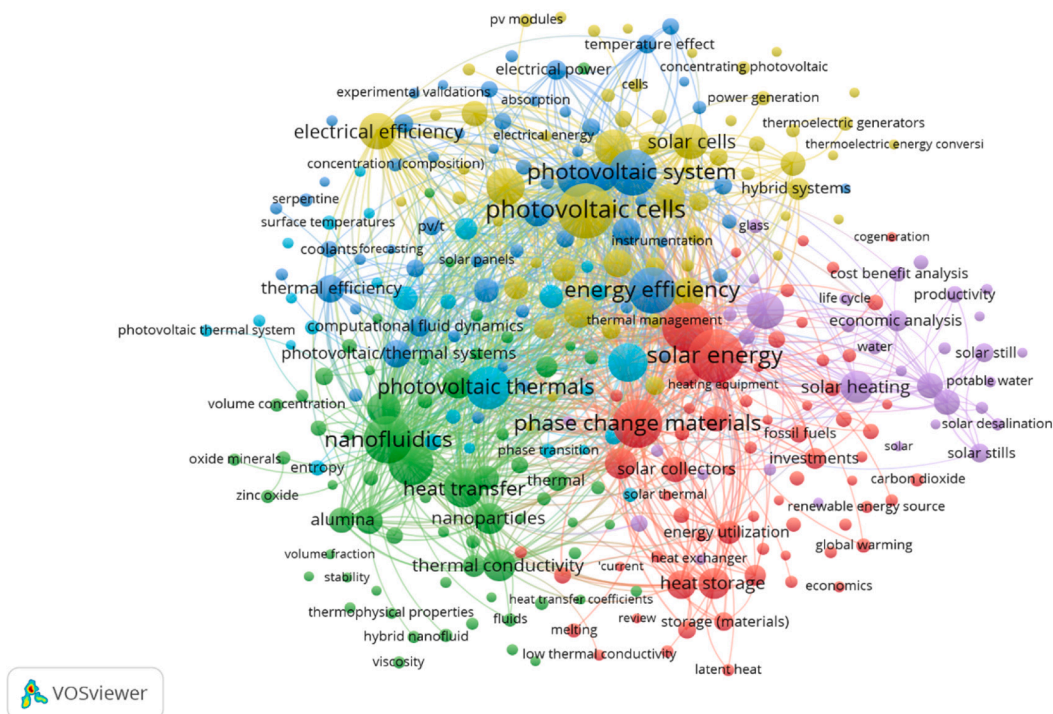 pv modules
temperature effect
electrical power
concentrating photovoltaic
cells
experimental validations
absorption
power generation
thermoelectric generators
electrical efficiency
electrical energy
solar cells
thermoelectric energy conversi
concentration (composition)
photovoltaic system
hybrid systems
serpentine
photovoltaic cells
surface temperatures
pv/t
glass
cogeneration
coolants
forecasting
instrumentation
solar panels
cost benefit analysis
thermal efficiency
energy efficiency
life cycle
productivity
photovoltaic thermal system
computational fluid dynamics
thermal management
economic analysis
photovoltaic/thermal systems
solar energy
water
solar still
photovoltaic thermals
heating equipment
solar heating
potable water
volume concentration
phase change materials
solar desalination
nanofluidics
fossil fuels
oxide minerals
entropy
phase transition
solar
solar stills
thermal
solar collectors
investments
zinc oxide
heat transfer
solar thermal
carbon dioxide
alumina
nanoparticles
renewable energy source
energy utilization
global warming
volume fraction
thermal conductivity
'current
heat exchanger
stability
heat storage
economics
thermophysical properties
heat transfer coefficients
fluids
review
storage (materials)
hybrid nanofluid
melting
viscosity
low thermal conductivity
latent heat
VOSviewer